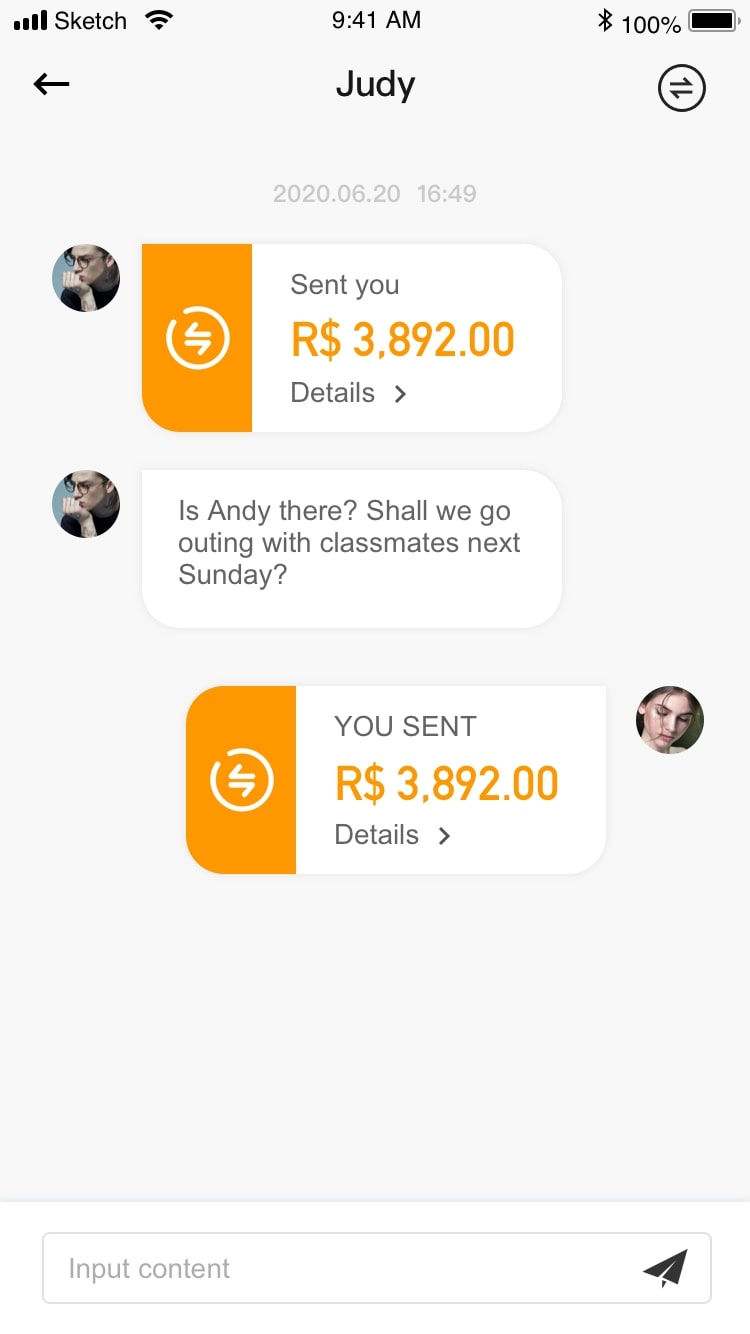 Sketch 9:41 AM 100%
Judy
2020.06.20 16:49
Sent you
R$ 3,892.00
Details
Is Andy there? Shall we go
outing with classmates next
Sunday?
YOU SENT
R$ 3,892.00
Details
Input content